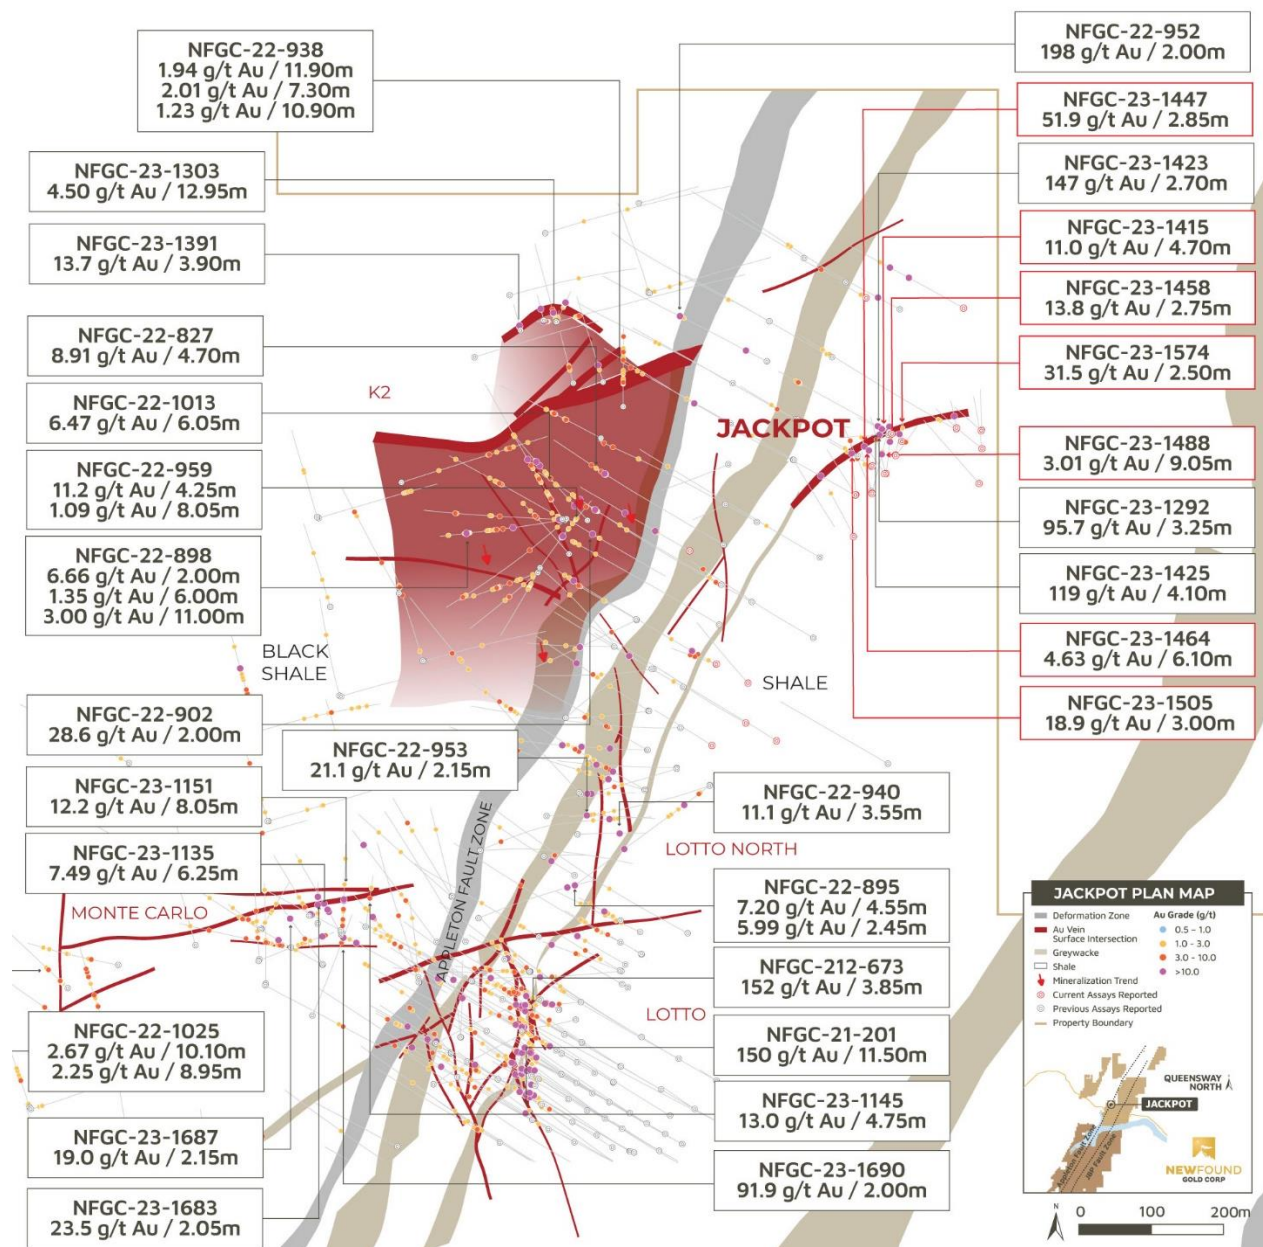 NFGC-22-938
1.94 g/t Au / 11.90m
2.01 g/t Au / 7.30m
1.23 g/t Au / 10.90m
NFGC-23-1303
4.50 g/t Au / 12.95m
NFGC-23-1391
13.7 g/t Au / 3.90m
NFGC-22-827
8.91 g/t Au / 4.70m
NFGC-22-1013
6.47 g/t Au / 6.05m
NFGC-22-959
11.2 g/t Au / 4.25m
1.09 g/t Au / 8.05m
NFGC-22-898
6.66 g/t Au / 2.00m
1.35 g/t Au / 6.00m
3.00 g/t Au / 11.00m
K2
BLACK
SHALE
NFGC-22-902
28.6 g/t Au / 2.00m
NFGC-23-1151
12.2 g/t Au / 8.05m
NFGC-23-1135
7.49 g/t Au / 6.25m
MONTE CARLO
NFGC-22-1025
2.67 g/t Au / 10.10m
2.25 g/t Au / 8.95m
NFGC-23-1687
19.0 g/t Au / 2.15m
NFGC-23-1683
23.5 g/t Au / 2.05m
NFGC-22-953
21.1 g/t Au / 2.15m
APPLETON FAULT ZONE
JACKPOT
SHALE
NFGC-22-940
11.1 g/t Au / 3.55m
LOTTO NORTH
NFGC-22-895
7.20 g/t Au / 4.55m
5.99 g/t Au / 2.45m
NFGC-212-673
152 g/t Au / 3.85m
LOTTO
NFGC-21-201
150 g/t Au / 11.50m
NFGC-23-1145
13.0 g/t Au / 4.75m
NFGC-23-1690
91.9 g/t Au / 2.00m
NFGC-22-952
198 g/t Au / 2.00m
NFGC-23-1447
51.9 g/t Au / 2.85m
NFGC-23-1423
147 g/t Au / 2.70m
NFGC-23-1415
11.0 g/t Au / 4.70m
NFGC-23-1458
13.8 g/t Au / 2.75m
NFGC-23-1574
31.5 g/t Au / 2.50m
NFGC-23-1488
3.01 g/t Au / 9.05m
NFGC-23-1292
95.7 g/t Au / 3.25m
NFGC-23-1425
119 g/t Au / 4.10m
NFGC-23-1464
4.63 g/t Au / 6.10m
NFGC-23-1505
18.9 g/t Au / 3.00m
JACKPOT PLAN MAP
Deformation Zone
Au Vein
Surface Intersection
Greywacke
Shale
Mineralization Trend
Current Assays Reported
Previous Assays Reported
Property Boundary
Au Grade (g/t)
0.5 - 1.0
1.0 - 3.0
3.0 - 10.0
>10.0
QUEENSWAY
NORTH
JACKPOT
Appleton Fault Zone
JBP Fault Zone
NEWFOUND
GOLD CORP
N
0 100 200m